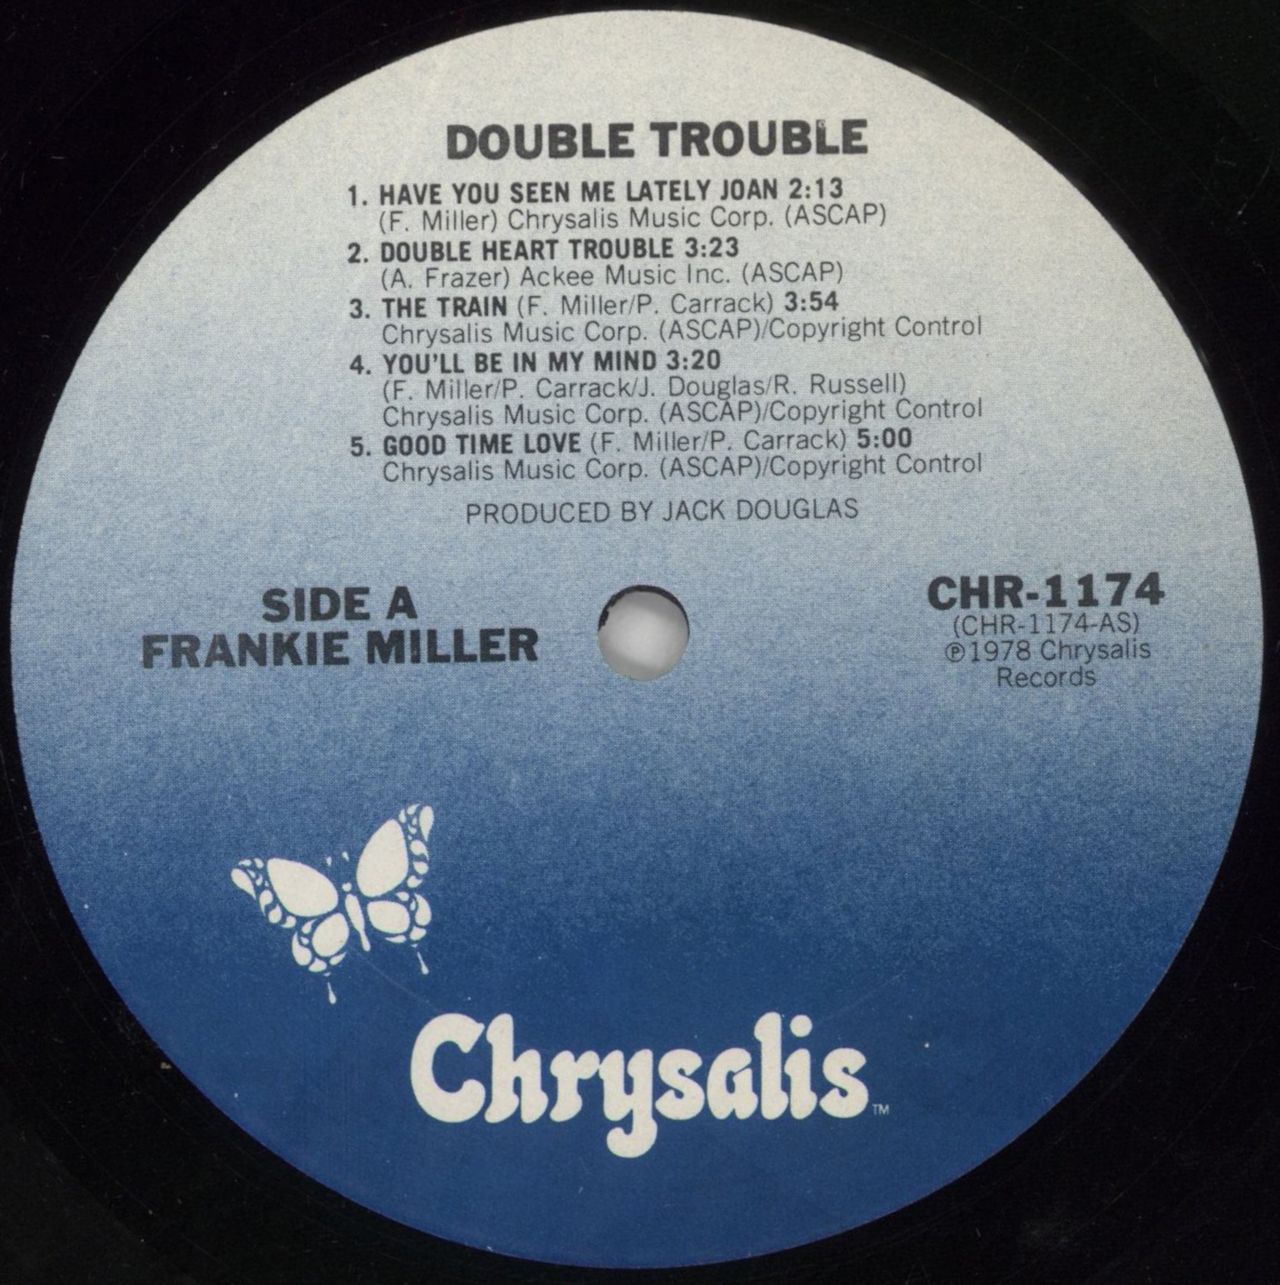 DOUBLE TROUBLE
1. HAVE YOU SEEN ME LATELY JOAN 2:13
(F. Miller) Chrysalis Music Corp. (ASCAP)
2. DOUBLE HEART TROUBLE 3:23
(A. Frazer) Ackee Music Inc. (ASCAP)
3. THE TRAIN (F. Miller/P. Carrack) 3:54
Chrysalis Music Corp. (ASCAP)/Copyright Control
4. YOU'LL BE IN MY MIND 3:20
(F. Miller/P. Carrack/J. Douglas/R. Russell)
Chrysalis Music Corp. (ASCAP)/Copyright Control
5. GOOD TIME LOVE (F. Miller/P. Carrack) 5:00
Chrysalis Music Corp. (ASCAP)/Copyright Control
PRODUCED BY JACK DOUGLAS
SIDE A
FRANKIE MILLER
CHR-1174
(CHR-1174-AS)
℗1978 Chrysalis
Records
Chrysalis™